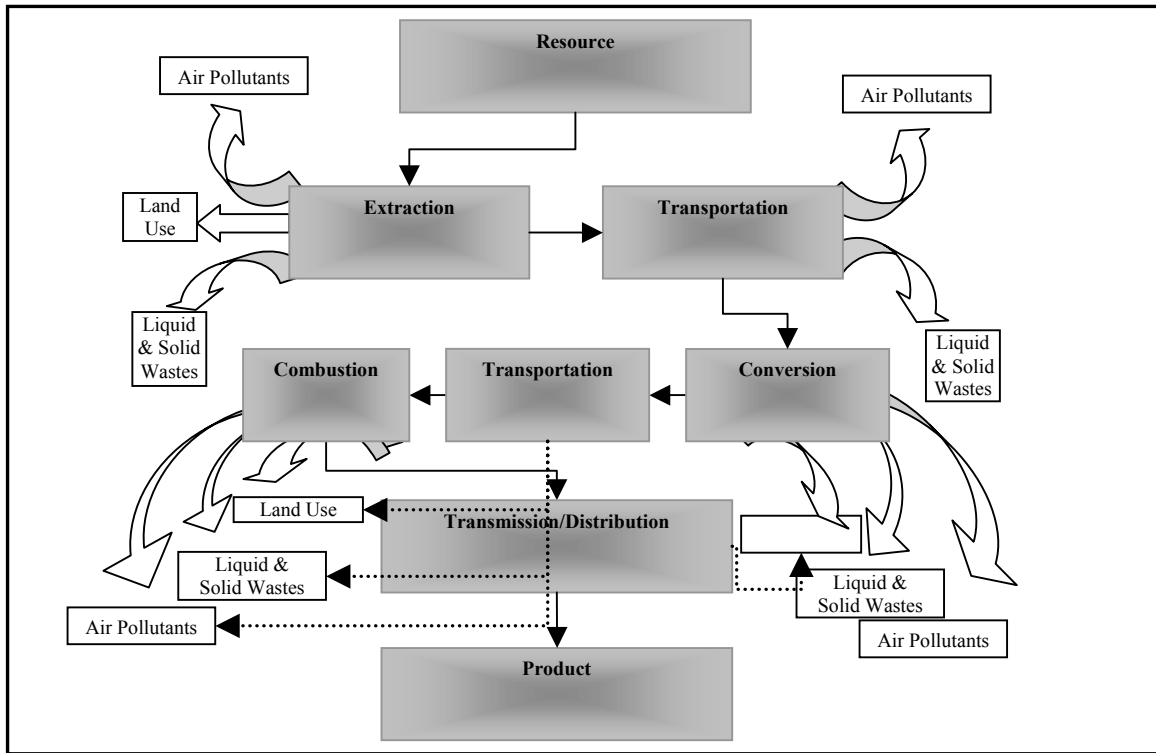 Resource
Air Pollutants
Air Pollutants
Land
Use
Extraction
Transportation
Liquid
& Solid
Wastes
Liquid
& Solid
Wastes
Combustion
Transportation
Conversion
Land Use
Transmission/Distribution
Liquid &
Solid Wastes
Liquid &
Solid Wastes
Air Pollutants
Air Pollutants
Product